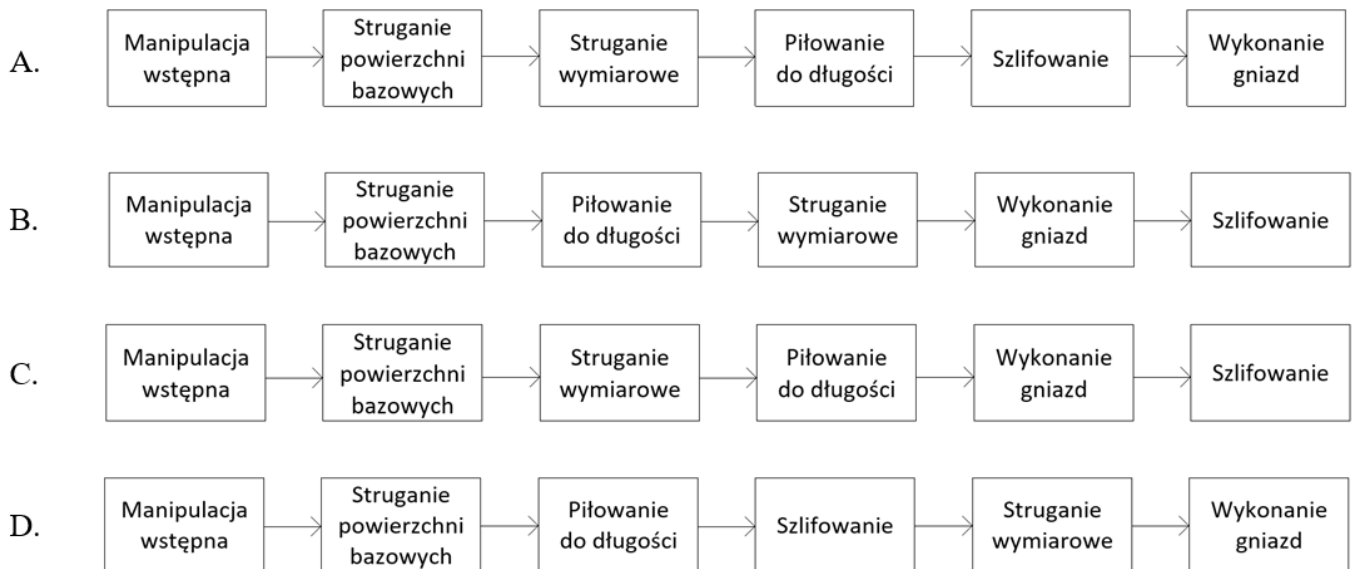 A.
Manipulacja
wstępna
Struganie
powierzchni
bazowych
Struganie
wymiarowe
Piłowanie
do długości
Szlifowanie
Wykonanie
gniazd
B.
Manipulacja
wstępna
Struganie
powierzchni
bazowych
Piłowanie
do długości
Struganie
wymiarowe
Wykonanie
gniazd
Szlifowanie
C.
Manipulacja
wstępna
Struganie
powierzchni
bazowych
Struganie
wymiarowe
Piłowanie
do długości
Wykonanie
gniazd
Szlifowanie
D.
Manipulacja
wstępna
Struganie
powierzchni
bazowych
Piłowanie
do długości
Szlifowanie
Struganie
wymiarowe
Wykonanie
gniazd